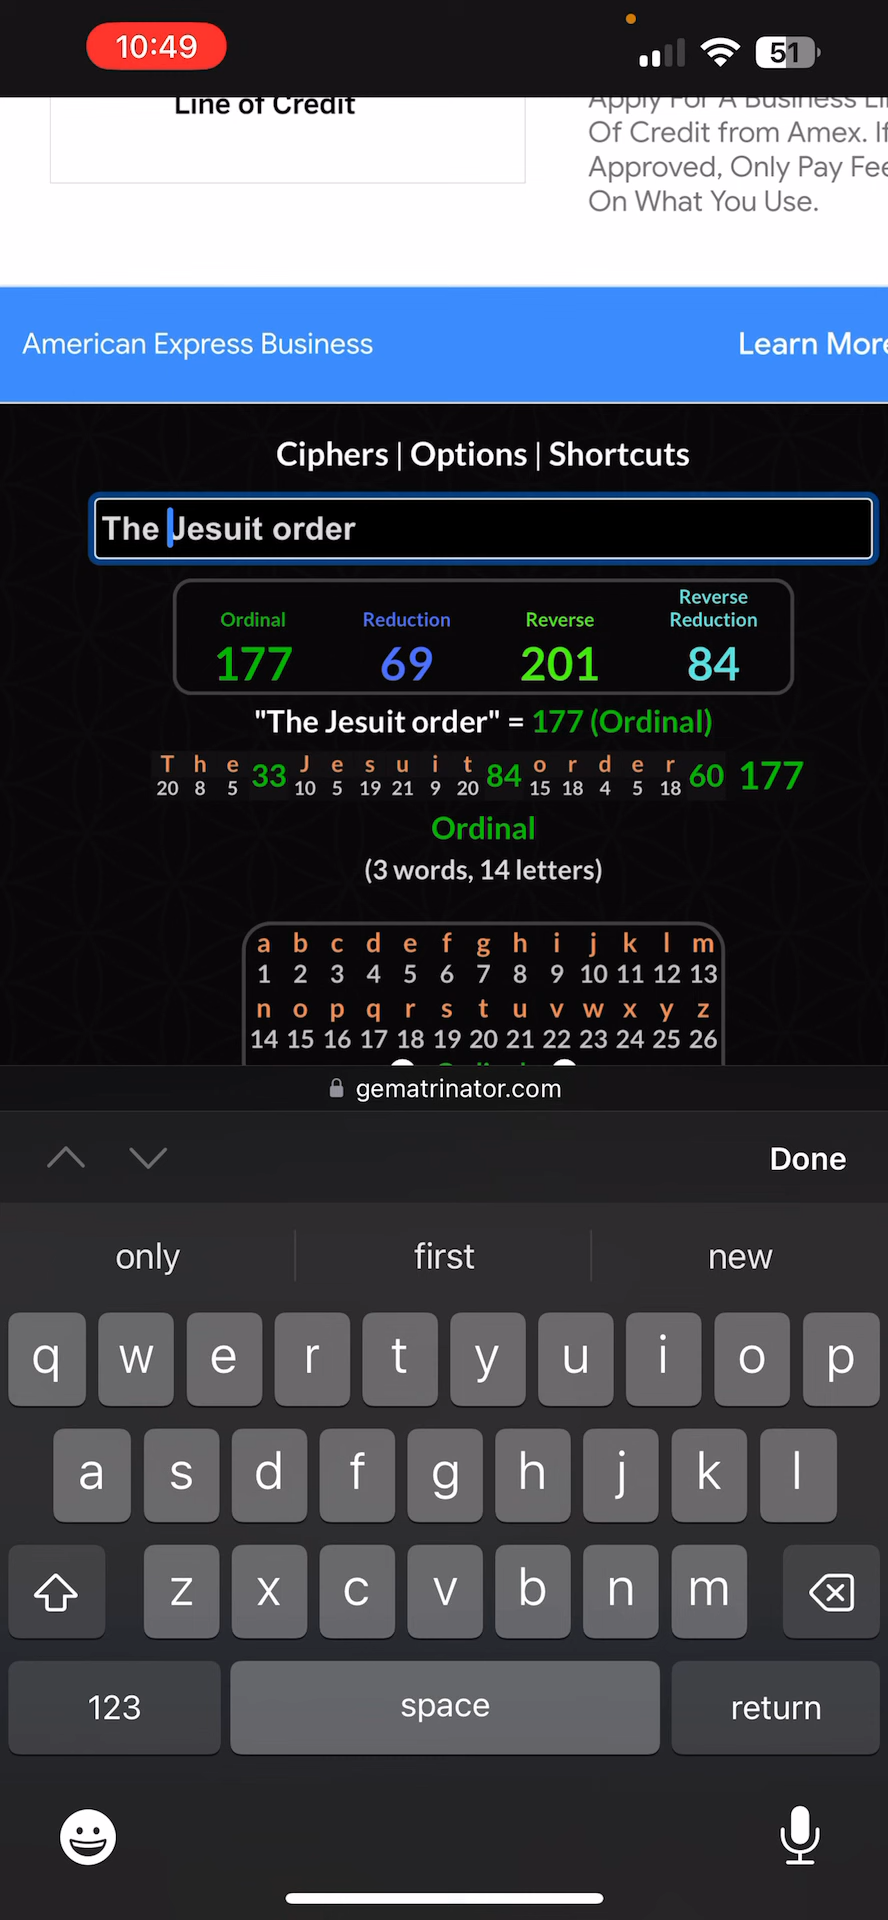 10:49
51
Line of Credit
Apply For A Business Li
Of Credit from Amex. If
Approved, Only Pay Fee
On What You Use.
American Express Business
Learn More
Ciphers | Options | Shortcuts
The Jesuit order
Ordinal Reduction Reverse Reverse Reduction
177 69 201 84
"The Jesuit order" = 177 (Ordinal)
T h e 33 J e s u i t 84 o r d e r 60 177
20 8 5 10 5 19 21 9 20 15 18 4 5 18
Ordinal
(3 words, 14 letters)
a b c d e f g h i j k l m
1 2 3 4 5 6 7 8 9 10 11 12 13
n o p q r s t u v w x y z
14 15 16 17 18 19 20 21 22 23 24 25 26
gematrinator.com
Done
only first new
q w e r t y u i o p
a s d f g h j k l
z x c v b n m
123 space return